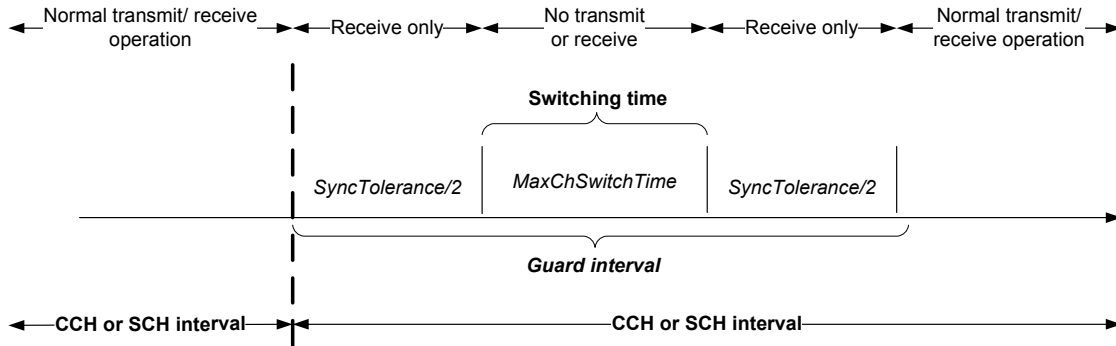 Normal transmit/ receive
operation
Receive only
No transmit
or receive
Receive only
Normal transmit/
receive operation
Switching time
SyncTolerance/2
MaxChSwitchTime
SyncTolerance/2
Guard interval
CCH or SCH interval
CCH or SCH interval